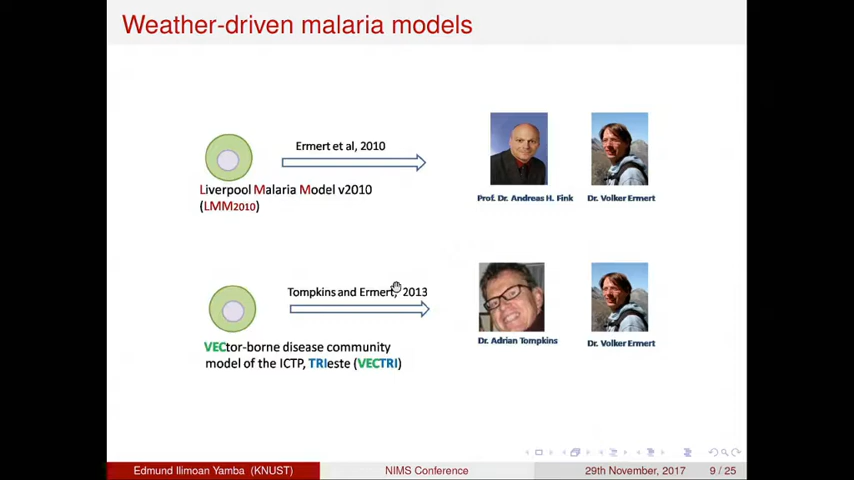 Weather-driven malaria models
Ermert et al, 2010
Liverpool Malaria Model v2010
(LMM2010)
Prof. Dr. Andreas H. Fink
Dr. Volker Ermert
Tompkins and Ermert, 2013
VECtor-borne disease community
model of the ICTP, TRIeste (VECTRI)
Dr. Adrian Tompkins
Dr. Volker Ermert
Edmund Ilimoan Yamba (KNUST)
NIMS Conference
29th November, 2017
9 / 25